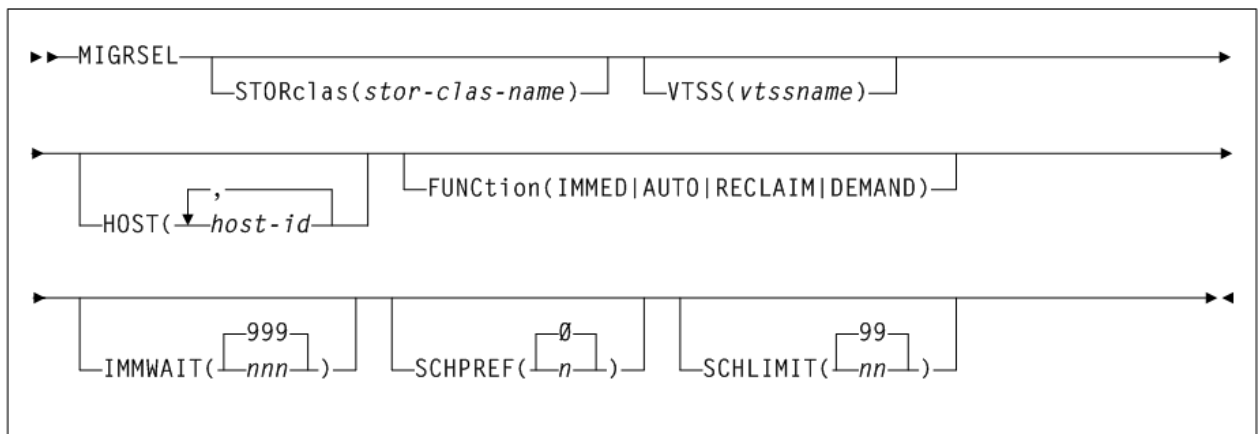 MIGRSEL
STORclas(stor-clas-name)
VTSS(vtssname)
,
HOST(host-id
FUNCtion(IMMED|AUTO|RECLAIM|DEMAND)
999
IMMWAIT(nnn)
Ø
SCHPREF(n)
99
SCHLIMIT(nn)